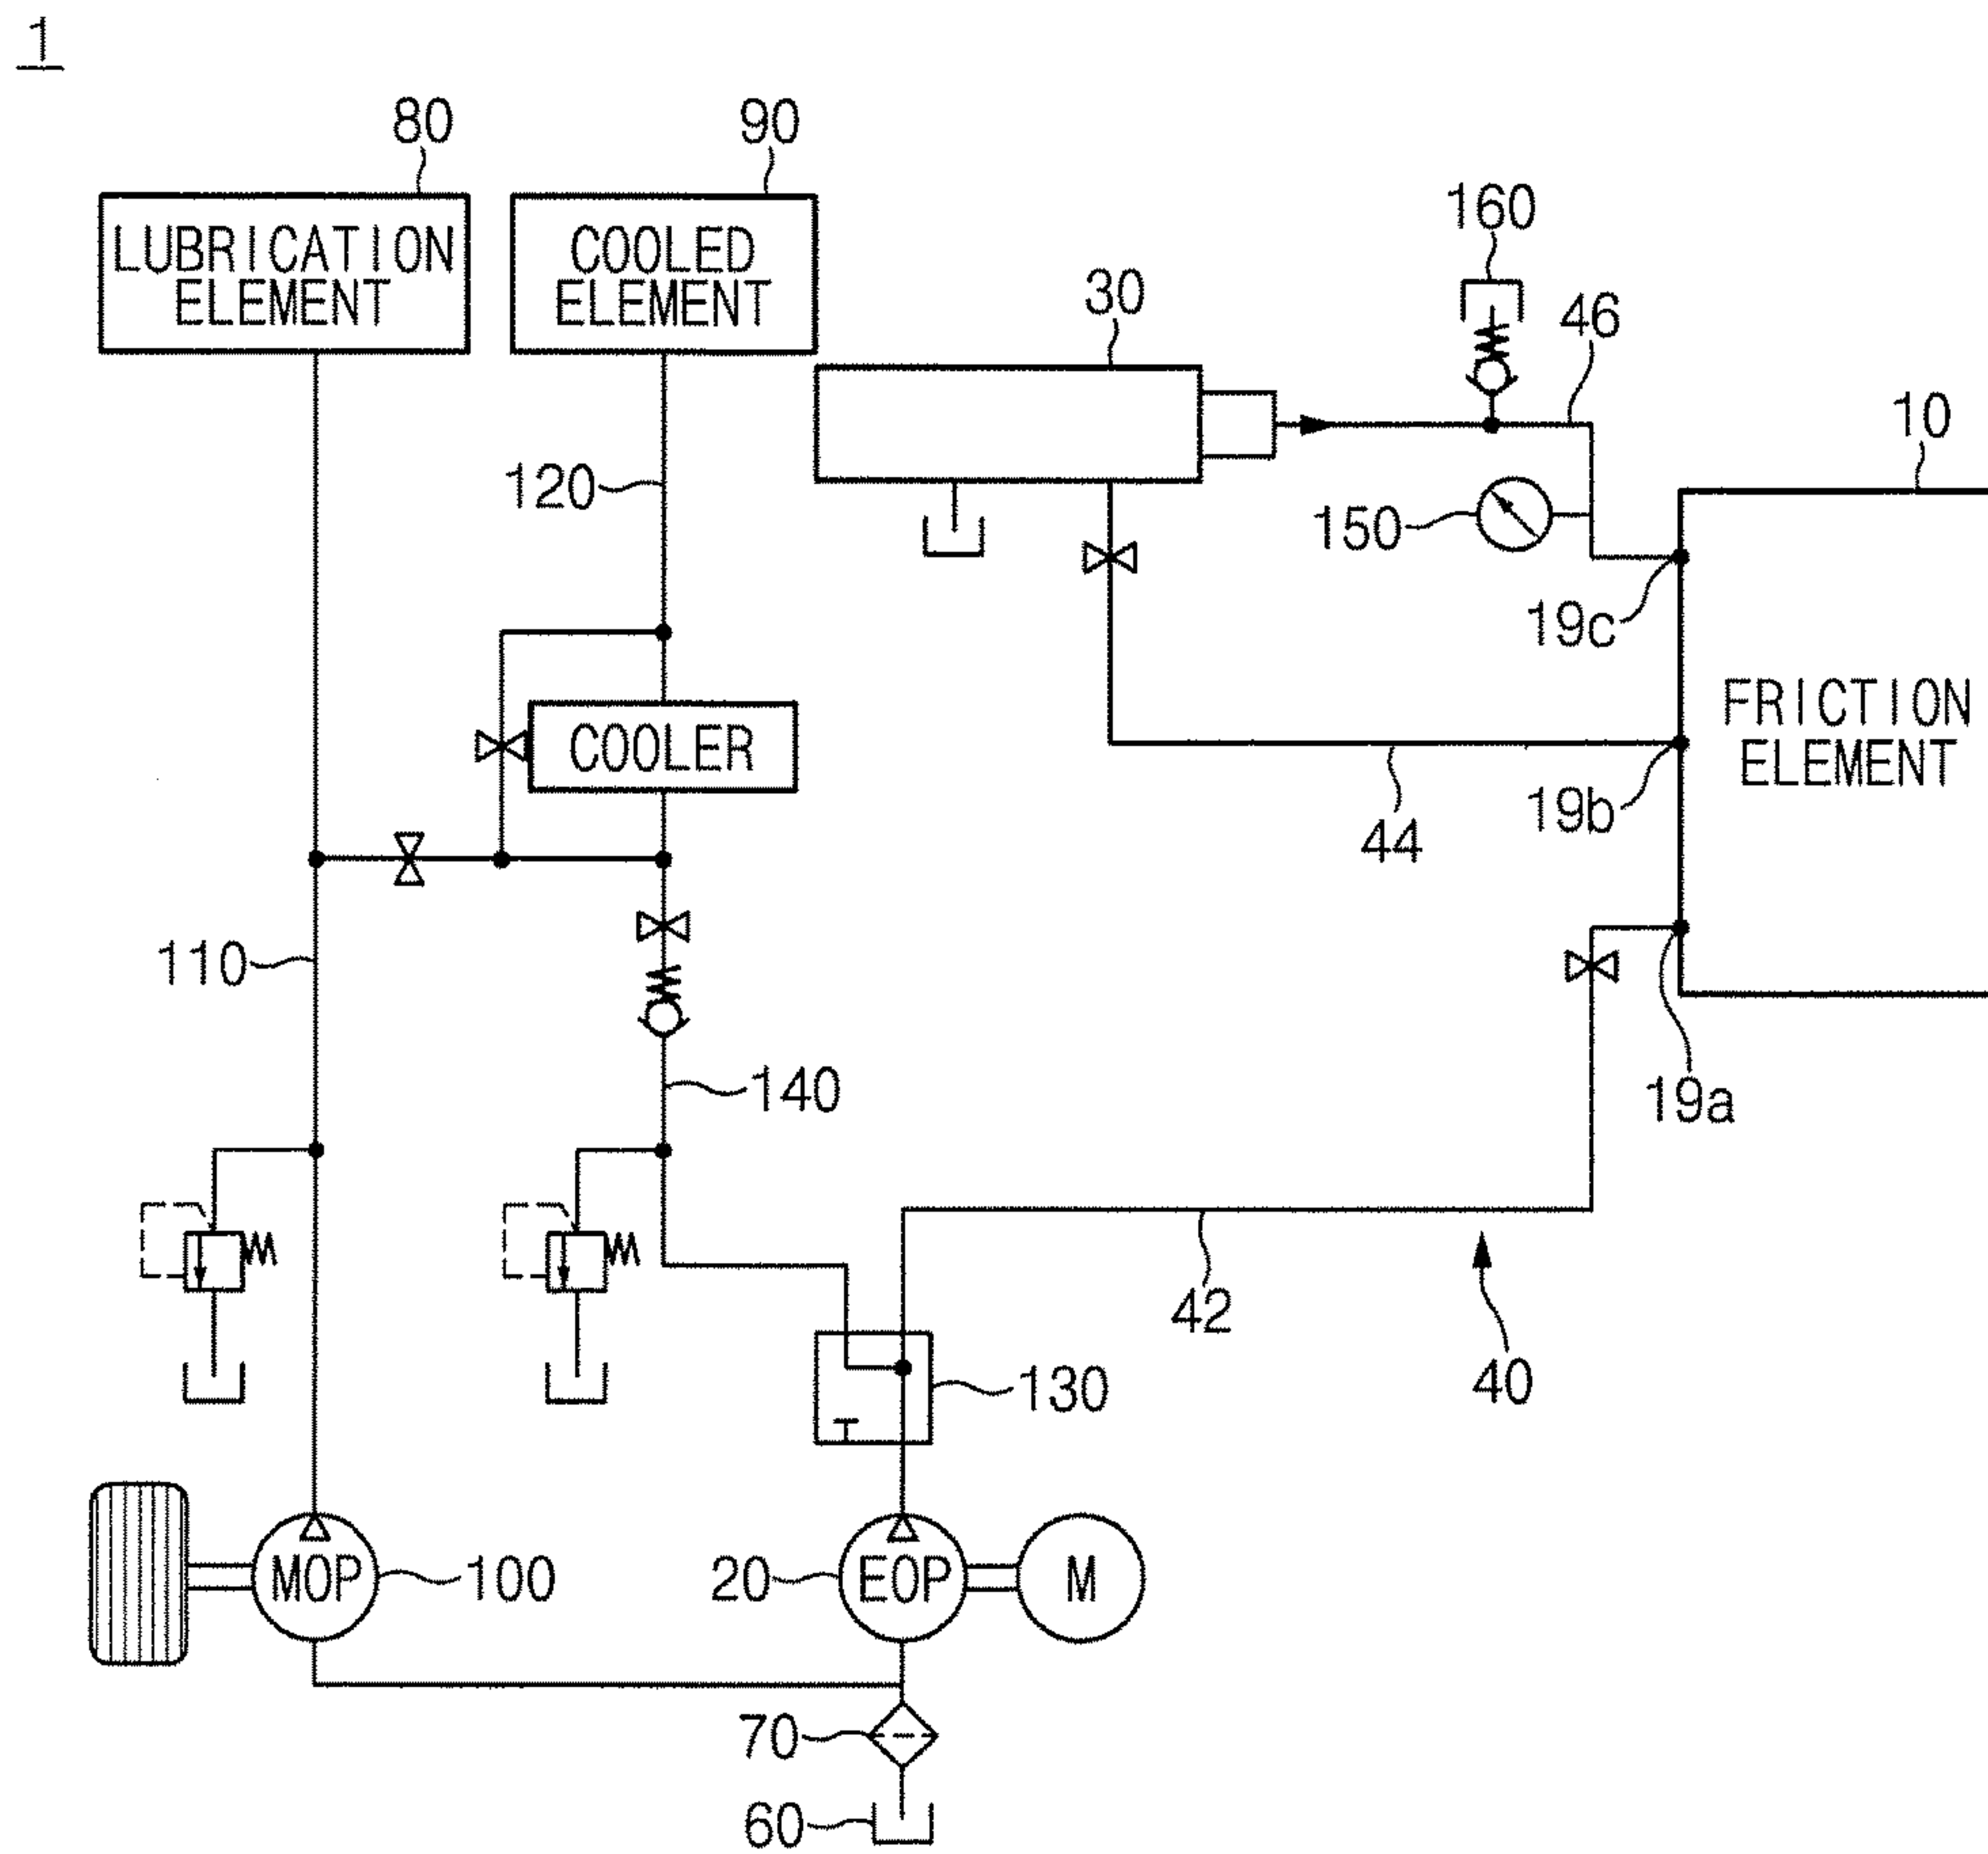 1
80
90
160
LUBRICATION
ELEMENT
COOLED
ELEMENT
30
46
10
120
150
19c
FRICTION
ELEMENT
COOLER
19b
44
110
140
19a
42
130
40
MOP
100
20
EOP
M
70
60